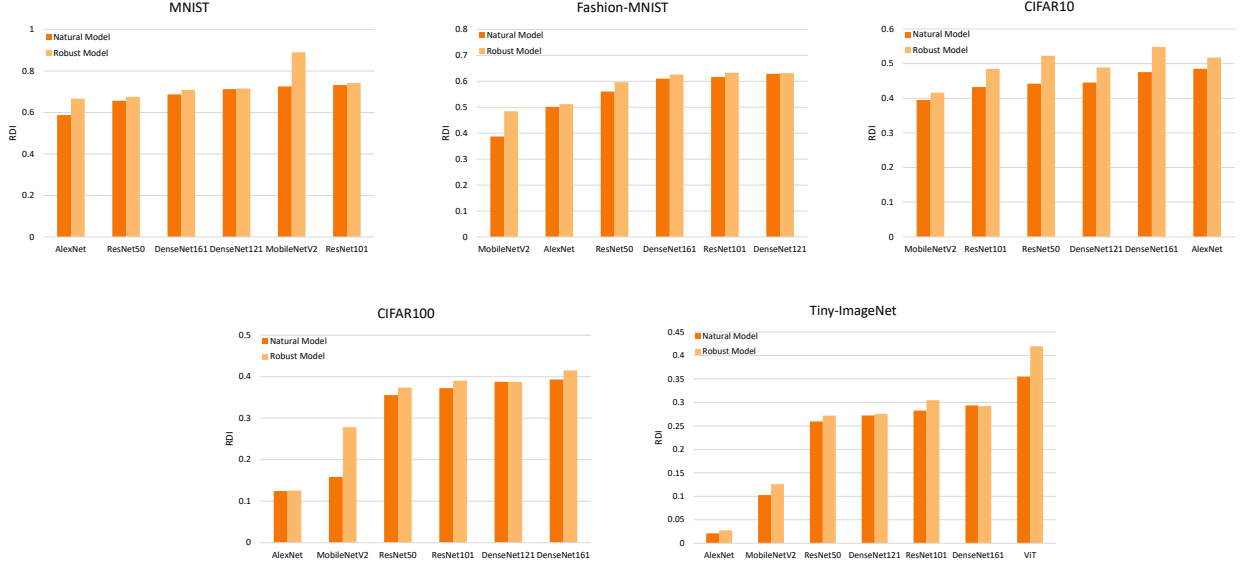 MNIST
Natural Model
Robust Model
RDI
1
0.8
0.6
0.4
0.2
0
AlexNet ResNet50 DenseNet161 DenseNet121 MobileNetV2 ResNet101
Fashion-MNIST
Natural Model
Robust Model
RDI
0.8
0.7
0.6
0.5
0.4
0.3
0.2
0.1
0
MobileNetV2 AlexNet ResNet50 DenseNet161 ResNet101 DenseNet121
CIFAR10
Natural Model
Robust Model
RDI
0.6
0.5
0.4
0.3
0.2
0.1
0
MobileNetV2 ResNet101 ResNet50 DenseNet121 DenseNet161 AlexNet
CIFAR100
Natural Model
Robust Model
RDI
0.5
0.4
0.3
0.2
0.1
0
AlexNet MobileNetV2 ResNet50 ResNet101 DenseNet121 DenseNet161
Tiny-ImageNet
Natural Model
Robust Model
RDI
0.45
0.4
0.35
0.3
0.25
0.2
0.15
0.1
0.05
0
AlexNet MobileNetV2 ResNet50 DenseNet121 ResNet101 DenseNet161 ViT